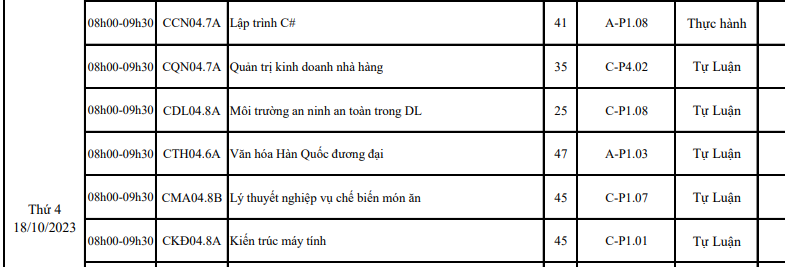 08h00-09h30 CCN04.7A Lập trình C# 41 A-P1.08 Thực hành
08h00-09h30 CQN04.7A Quản trị kinh doanh nhà hàng 35 C-P4.02 Tự Luận
08h00-09h30 CDL04.8A Môi trường an ninh an toàn trong DL 25 C-P1.08 Tự Luận
08h00-09h30 CTH04.6A Văn hóa Hàn Quốc đương đại 47 A-P1.03 Tự Luận
Thứ 4
18/10/2023
08h00-09h30 CMA04.8B Lý thuyết nghiệp vụ chế biến món ăn 45 C-P1.07 Tự Luận
08h00-09h30 CKĐ04.8A Kiến trúc máy tính 45 C-P1.01 Tự Luận